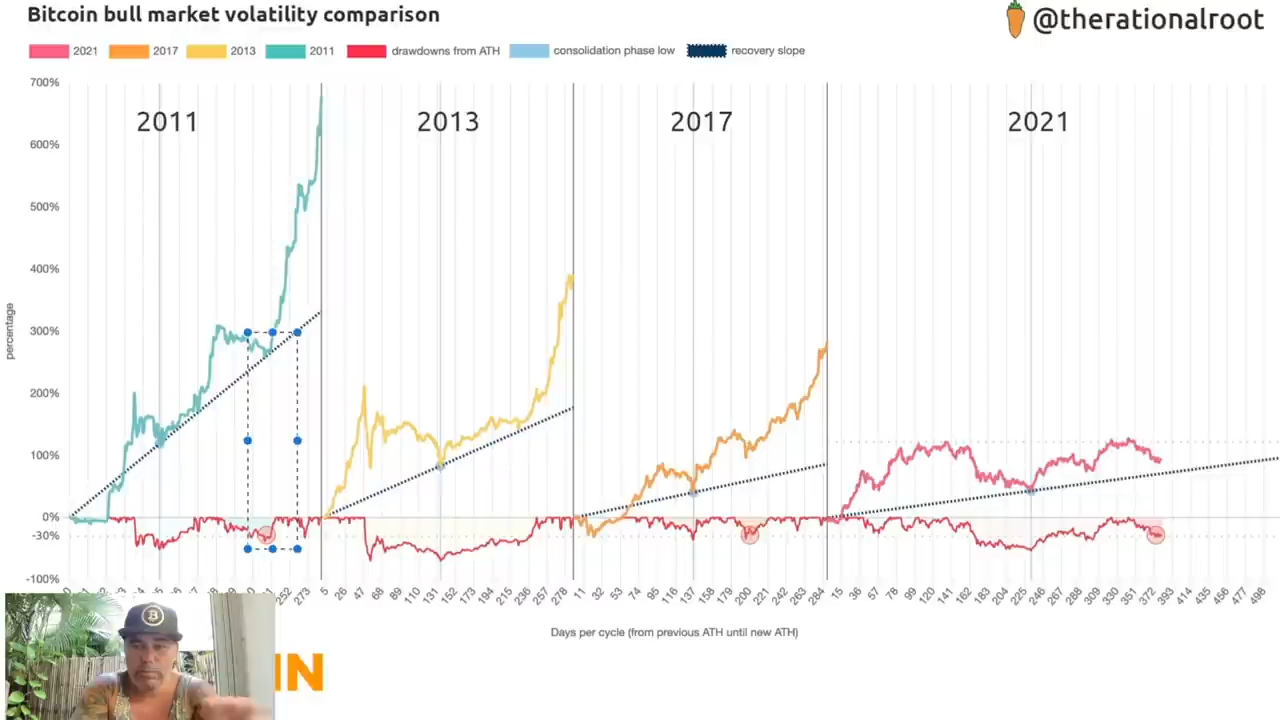 Bitcoin bull market volatility comparison
@therationalroot
2021 2017 2013 2011 drawdowns from ATH consolidation phase low recovery slope
700%
2011 2013 2017 2021
600%
500%
400%
300%
200%
100%
0%
-30%
-100%
percentage
252 273 5 26 47 68 89 110 131 152 173 194 215 236 257 278 11 32 53 74 95 116 137 158 179 200 221 242 263 284 15 36 57 78 99 120 141 162 183 204 225 246 267 288 309 330 351 372 393 414 435 456 477 498
Days per cycle (from previous ATH until new ATH)
IN